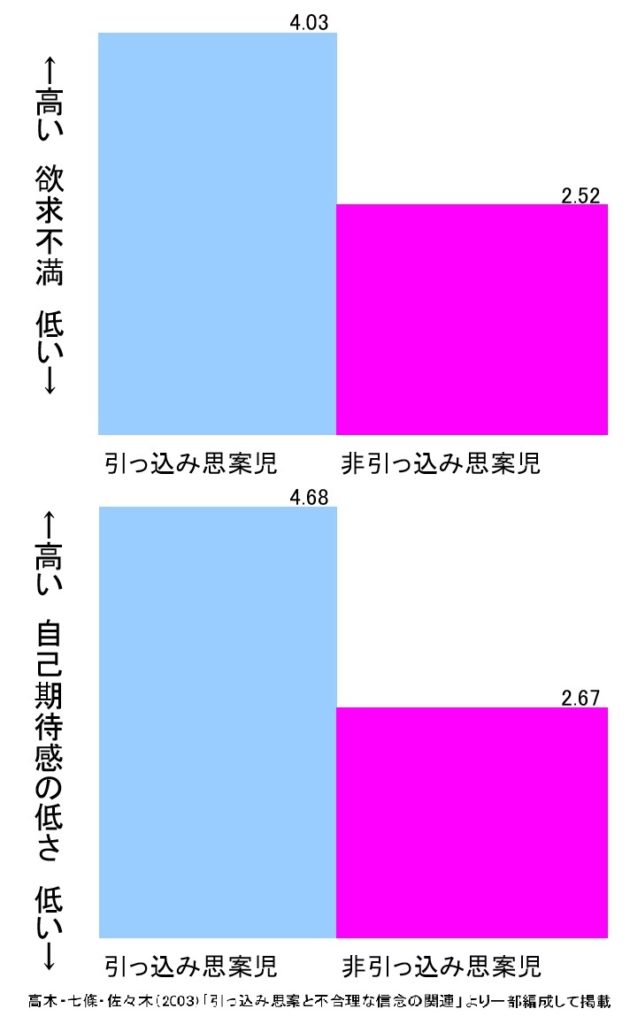 4.03
2.52
↑高い 欲求不満 低い↓
引っ込み思案児 非引っ込み思案児
4.68
2.67
↑高い 自己期待感の低さ 低い↓
引っ込み思案児 非引っ込み思案児
高木・七條・佐々木(2003)「引っ込み思案と不合理な信念の関連」より一部編成して掲載